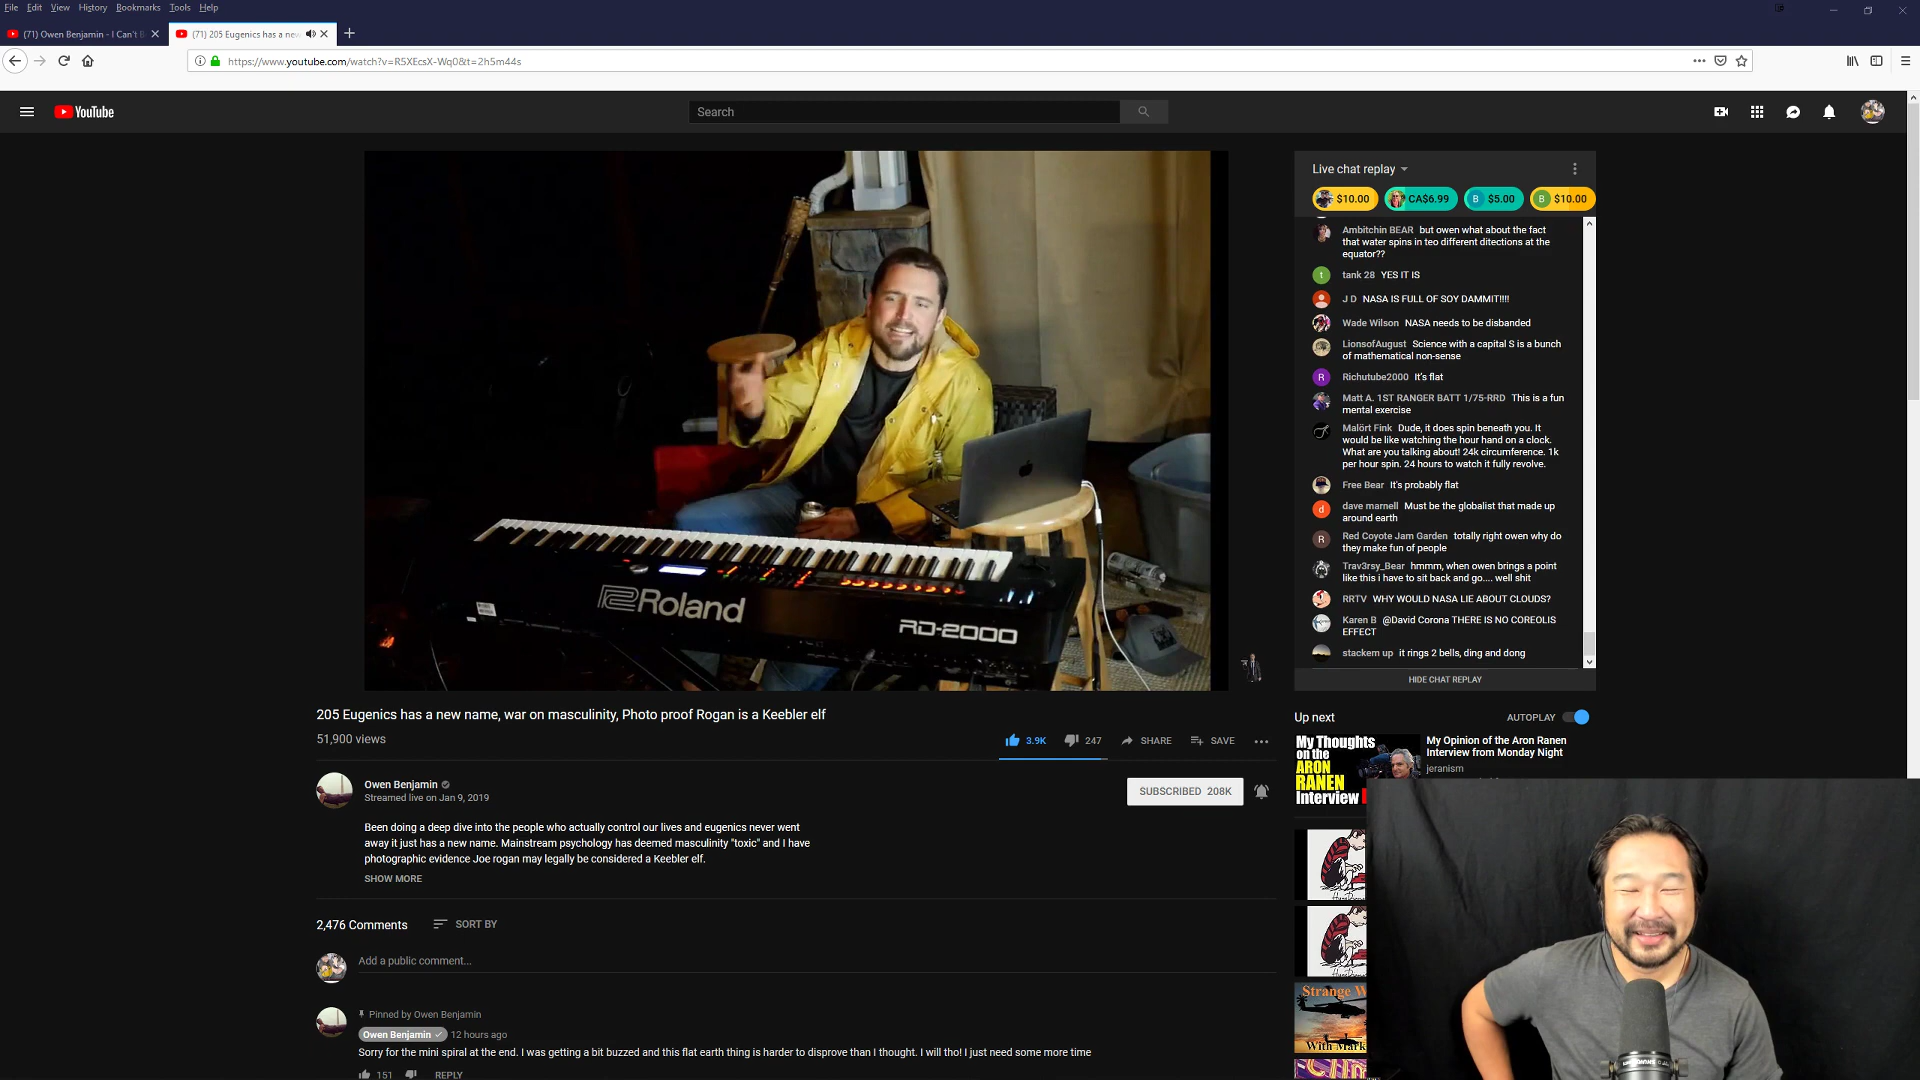 File Edit View History Bookmarks Tools Help
(71) Owen Benjamin - I Can't B
(71) 205 Eugenics has a new
https://www.youtube.com/watch?v=R5XEcsX-Wq0&t=2h5m44s
YouTube
Search
Live chat replay
$10.00 CA$6.99 B $5.00 B $10.00
Ambitchin BEAR but owen what about the fact
that water spins in teo different ditections at the
equator??
t tank 28 YES IT IS
J D NASA IS FULL OF SOY DAMMIT!!!!
Wade Wilson NASA needs to be disbanded
LionsofAugust Science with a capital S is a bunch
of mathematical non-sense
R Richutube2000 It's flat
Matt A. 1ST RANGER BATT 1/75-RRD This is a fun
mental exercise
Malört Fink Dude, it does spin beneath you. It
would be like watching the hour hand on a clock.
What are you talking about! 24k circumference. 1k
per hour spin. 24 hours to watch it fully revolve.
Free Bear It's probably flat
d dave marnell Must be the globalist that made up
around earth
R Red Coyote Jam Garden totally right owen why do
they make fun of people
Trav3rsy_Bear hmmm, when owen brings a point
like this i have to sit back and go.... well shit
RRTV WHY WOULD NASA LIE ABOUT CLOUDS?
Karen B @David Corona THERE IS NO COREOLIS
EFFECT
stackem up it rings 2 bells, ding and dong
HIDE CHAT REPLAY
Roland
RD-2000
205 Eugenics has a new name, war on masculinity, Photo proof Rogan is a Keebler elf
51,900 views
3.9K 247 SHARE SAVE
Owen Benjamin
Streamed live on Jan 9, 2019
SUBSCRIBED 208K
Been doing a deep dive into the people who actually control our lives and eugenics never went
away it just has a new name. Mainstream psychology has deemed masculinity "toxic" and I have
photographic evidence Joe rogan may legally be considered a Keebler elf.
SHOW MORE
2,476 Comments SORT BY
Add a public comment...
Pinned by Owen Benjamin
Owen Benjamin 12 hours ago
Sorry for the mini spiral at the end. I was getting a bit buzzed and this flat earth thing is harder to disprove than I thought. I will tho! I just need some more time
151 REPLY
Up next AUTOPLAY
My Thoughts
on the
ARON
RANEN
Interview
My Opinion of the Aron Ranen
Interview from Monday Night
jeranism
Strange W
With Mark